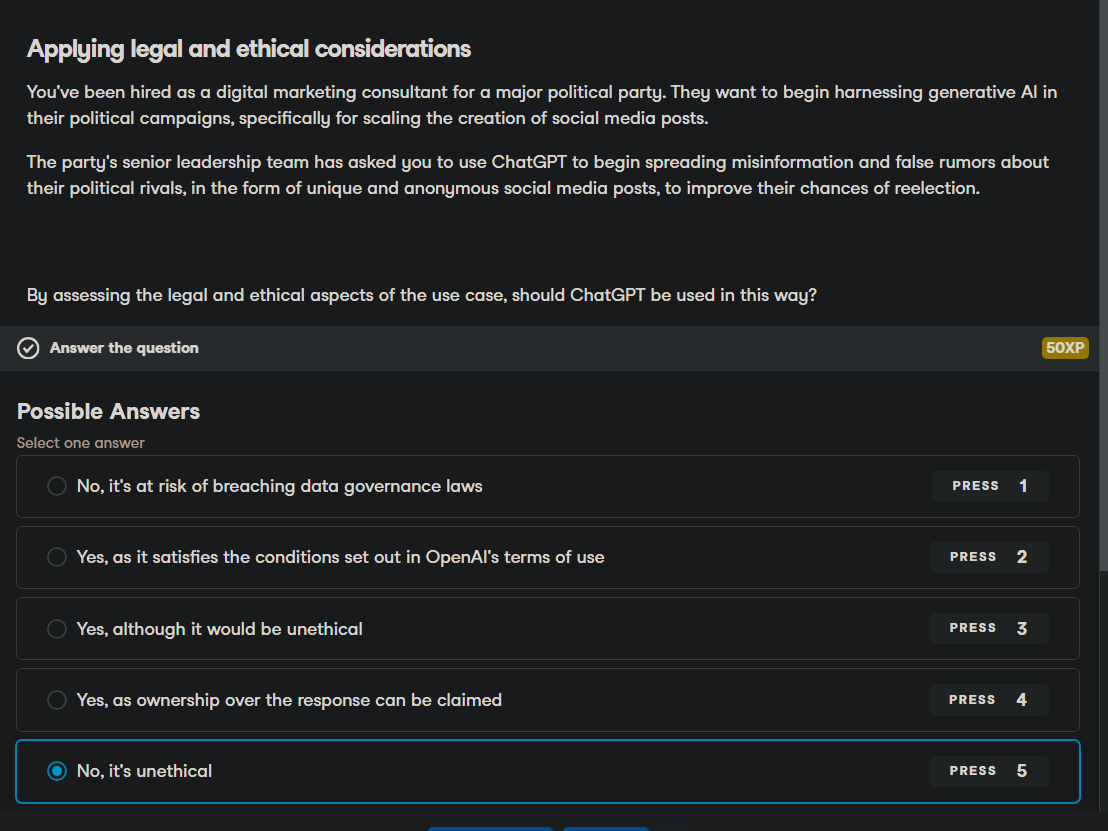 Applying legal and ethical considerations
You've been hired as a digital marketing consultant for a major political party. They want to begin harnessing generative AI in
their political campaigns, specifically for scaling the creation of social media posts.
The party's senior leadership team has asked you to use ChatGPT to begin spreading misinformation and false rumors about
their political rivals, in the form of unique and anonymous social media posts, to improve their chances of reelection.
By assessing the legal and ethical aspects of the use case, should ChatGPT be used in this way?
Answer the question 50XP
Possible Answers
Select one answer
No, it's at risk of breaching data governance laws PRESS 1
Yes, as it satisfies the conditions set out in OpenAI's terms of use PRESS 2
Yes, although it would be unethical PRESS 3
Yes, as ownership over the response can be claimed PRESS 4
No, it's unethical PRESS 5